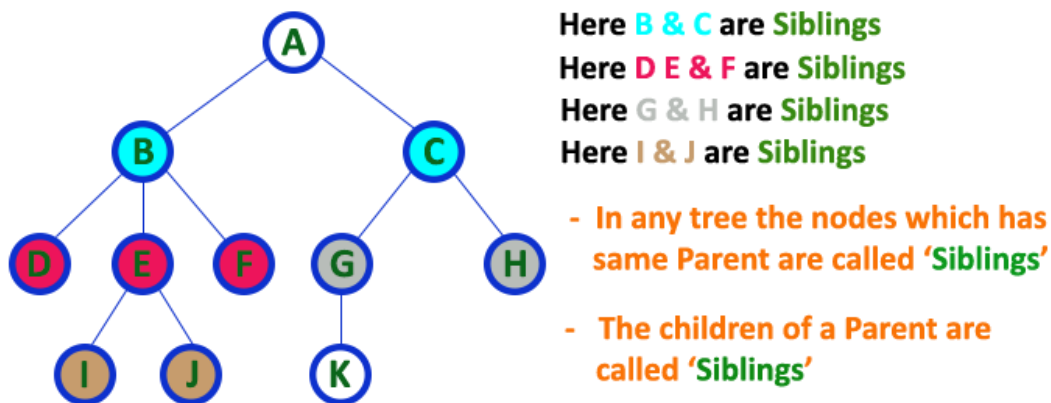 A
B
C
D
E
F
G
H
I
J
K
Here B & C are Siblings
Here D E & F are Siblings
Here G & H are Siblings
Here I & J are Siblings
- In any tree the nodes which has
same Parent are called ‘Siblings’
- The children of a Parent are
called ‘Siblings’